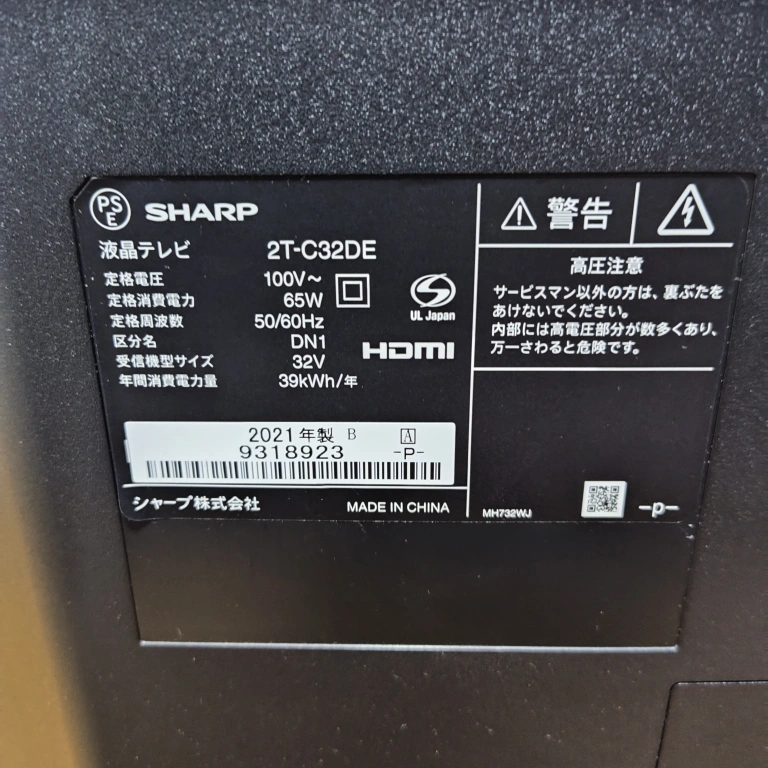 PSE SHARP
液晶テレビ 2T-C32DE
定格電圧 100V～
定格消費電力 65W
定格周波数 50/60Hz
区分名 DN1
受信機型サイズ 32V
年間消費電力量 39kWh/年
UL Japan
HDMI
2021年製 B A
9318923 -P-
シャープ株式会社 MADE IN CHINA
警告
高圧注意
サービスマン以外の方は、裏ぶたを
あけないでください。
内部には高電圧部分が数多くあり、
万一さわると危険です。
MH732WJ -p-